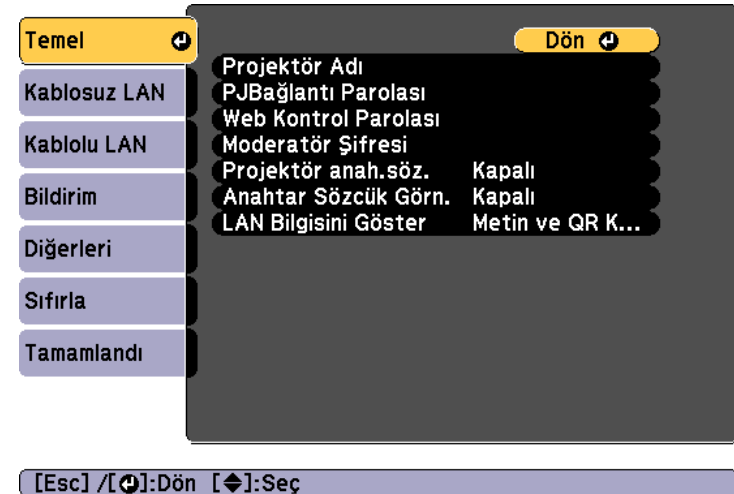 Temel
Kablosuz LAN
Kablolu LAN
Bildirim
Diğerleri
Sıfırla
Tamamlandı
Dön
Projektör Adı
PJBağlantı Parolası
Web Kontrol Parolası
Moderatör Şifresi
Projektör anah.söz. Kapalı
Anahtar Sözcük Görn. Kapalı
LAN Bilgisini Göster Metin ve QR K...
[Esc] /[ ]:Dön [ ]:Seç